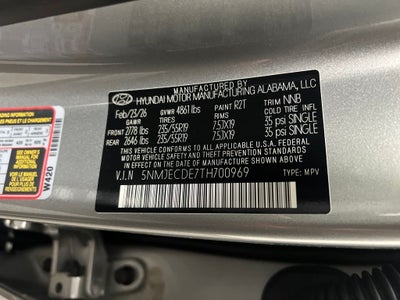 MANUFACTURED BY
HYUNDAI MOTOR MANUFACTURING ALABAMA, LLC
Feb/23/26 GVWR 4861 lbs PAINT R2T TRIM NNB
GAWR TIRES RIMS COLD TIRE INFL
FRONT 2778 lbs 235/55R19 7.5JX19 35 psi SINGLE
REAR 2646 lbs 235/55R19 7.5JX19 35 psi SINGLE
THIS VEHICLE CONFORMS TO ALL APPLICABLE U.S.A. FEDERAL
MOTOR VEHICLE SAFETY, BUMPER, AND THEFT PREVENTION
STANDARDS IN EFFECT ON THE DATE OF MANUFACTURE SHOWN ABOVE.
V.I.N 5NMJECDE7TH700969 TYPE: MPV
W420